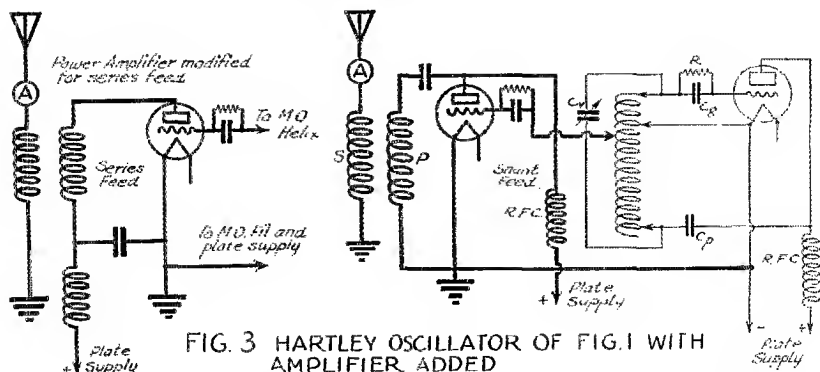 Power Amplifier modified
for series feed
A
To M.O.
Helix
Series
Feed
To M.O. Fil and
plate supply
+ Plate
Supply
A
S
P
Shunt
Feed
R.F.C.
+ Plate
Supply
Cv
R
Cg
Cp
R.F.C.
- +
Plate
Supply
FIG. 3 HARTLEY OSCILLATOR OF FIG.1 WITH
AMPLIFIER ADDED